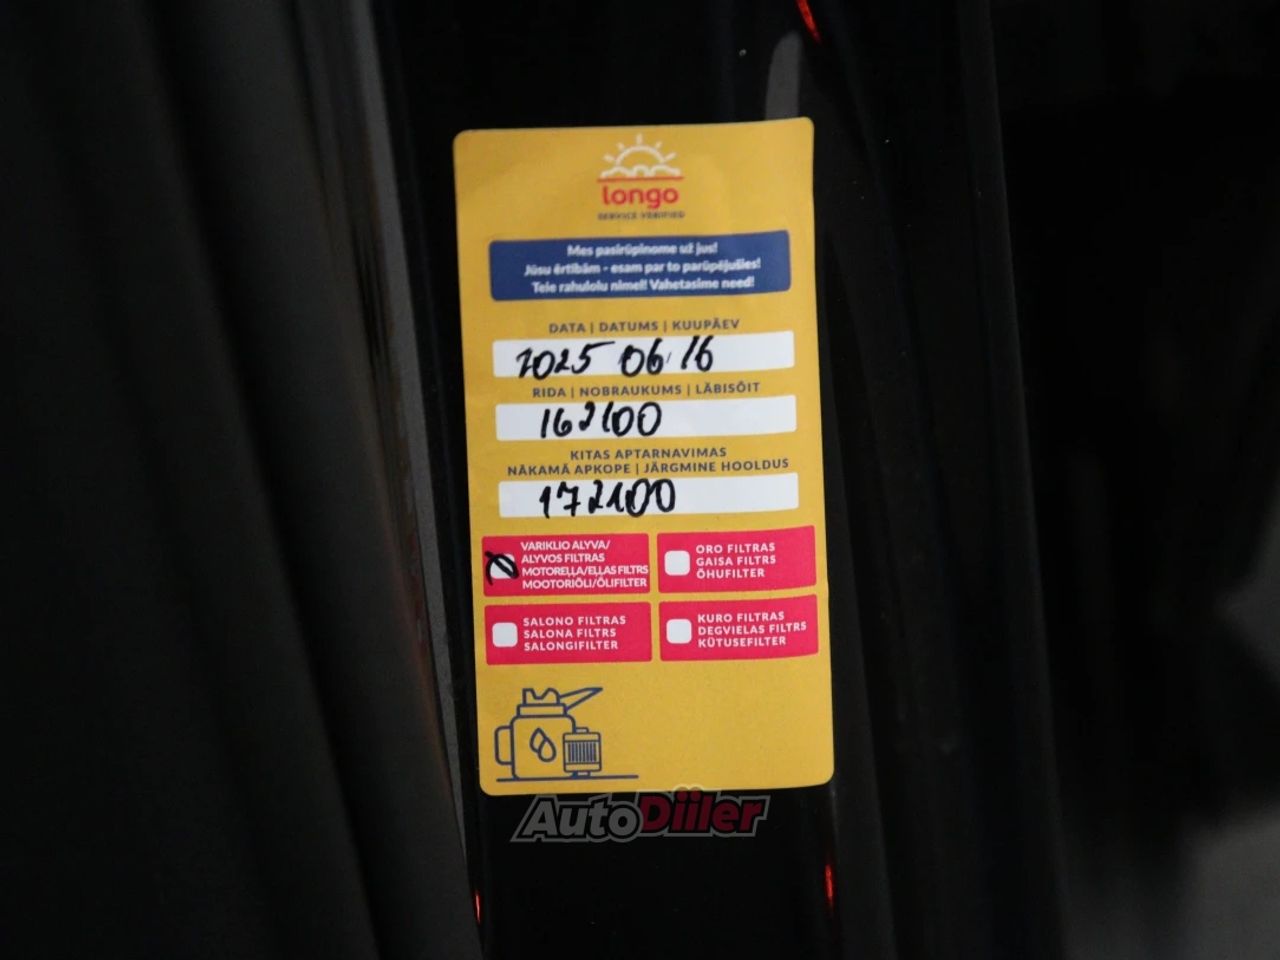 longo
SERVICE VERIFIED
Mes pasirūpinome už jus!
Jūsu ērtībām - esam par to parūpējušies!
Teie rahulolu nimel! Vahetasime need!
DATA | DATUMS | KUUPÄEV
2025 06 16
RIDA | NOBRAUKUMS | LÄBISÕIT
162100
KITAS APTARNAVIMAS
NĀKAMĀ APKOPE | JÄRGMINE HOOLDUS
172100
VARIKLIO ALYVA/
ALYVOS FILTRAS
MOTOREĻĻA/EĻĻAS FILTRS
MOOTORIÕLI/ÕLIFILTER
ORO FILTRAS
GAISA FILTRS
ÕHUFILTER
SALONO FILTRAS
SALONA FILTRS
SALONGIFILTER
KURO FILTRAS
DEGVIELAS FILTRS
KÜTUSEFILTER
AutoDiiler